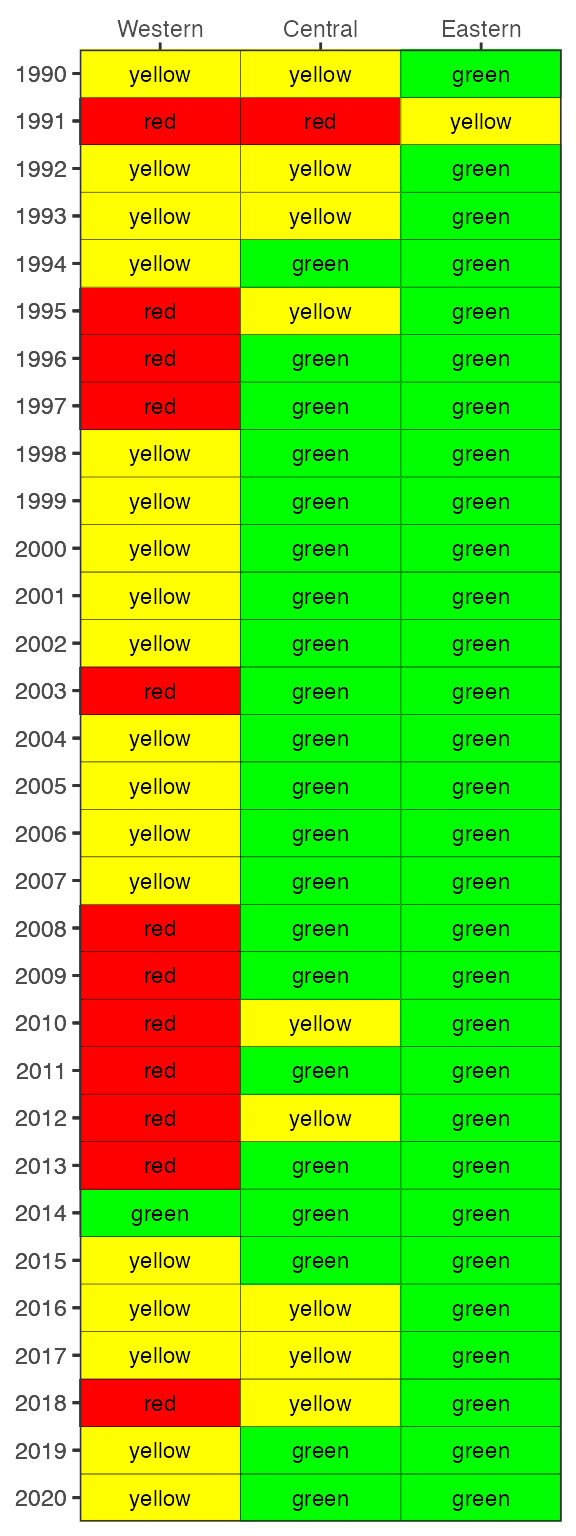 Western Central Eastern
1990 yellow yellow green
1991 red red yellow
1992 yellow yellow green
1993 yellow yellow green
1994 yellow green green
1995 red yellow green
1996 red green green
1997 red green green
1998 yellow green green
1999 yellow green green
2000 yellow green green
2001 yellow green green
2002 yellow green green
2003 red green green
2004 yellow green green
2005 yellow green green
2006 yellow green green
2007 yellow green green
2008 red green green
2009 red green green
2010 red yellow green
2011 red green green
2012 red yellow green
2013 red green green
2014 green green green
2015 yellow green green
2016 yellow yellow green
2017 yellow yellow green
2018 red yellow green
2019 yellow green green
2020 yellow green green